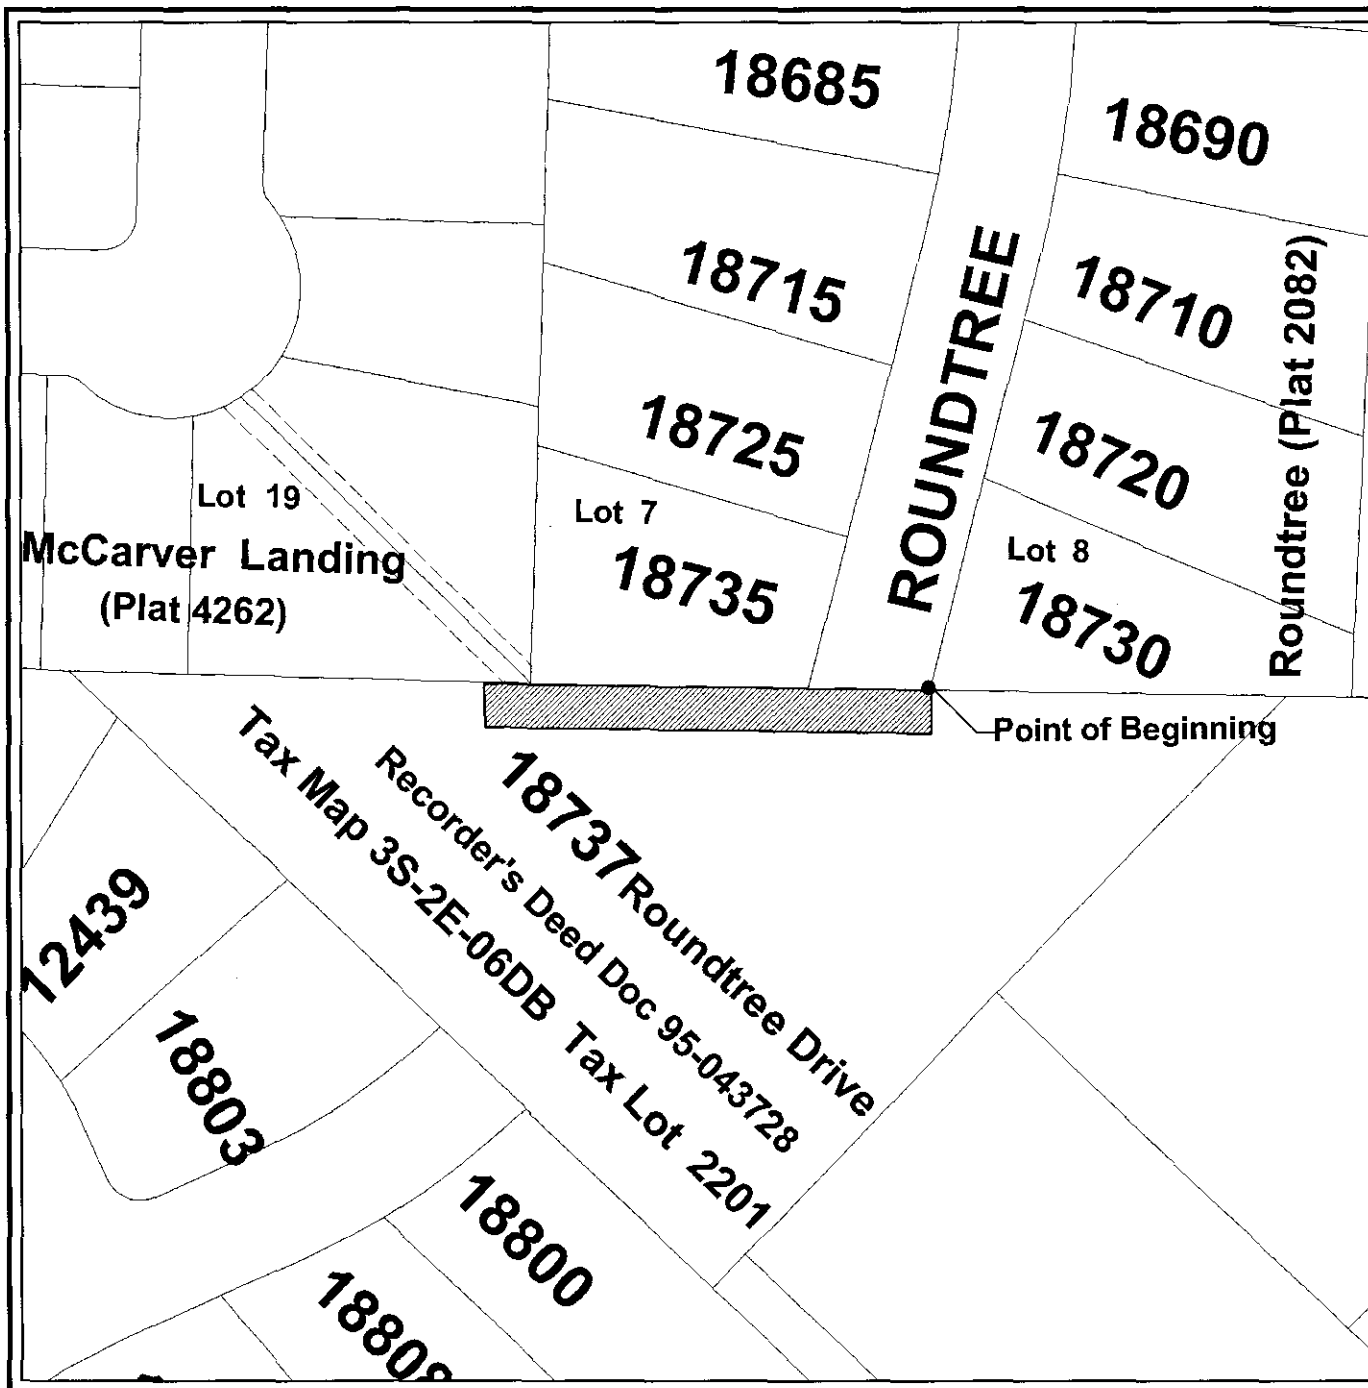 18685
18690
18715
18710
ROUNDTREE
Roundtree (Plat 2082)
18725
18720
Lot 19
Lot 7
McCarver Landing
Lot 8
18735
(Plat 4262)
18730
Point of Beginning
18737 Roundtree Drive
Recorder's Deed Doc 95-043728
Tax Map 3S-2E-06DB Tax Lot 2201
12439
18803
18800
18808